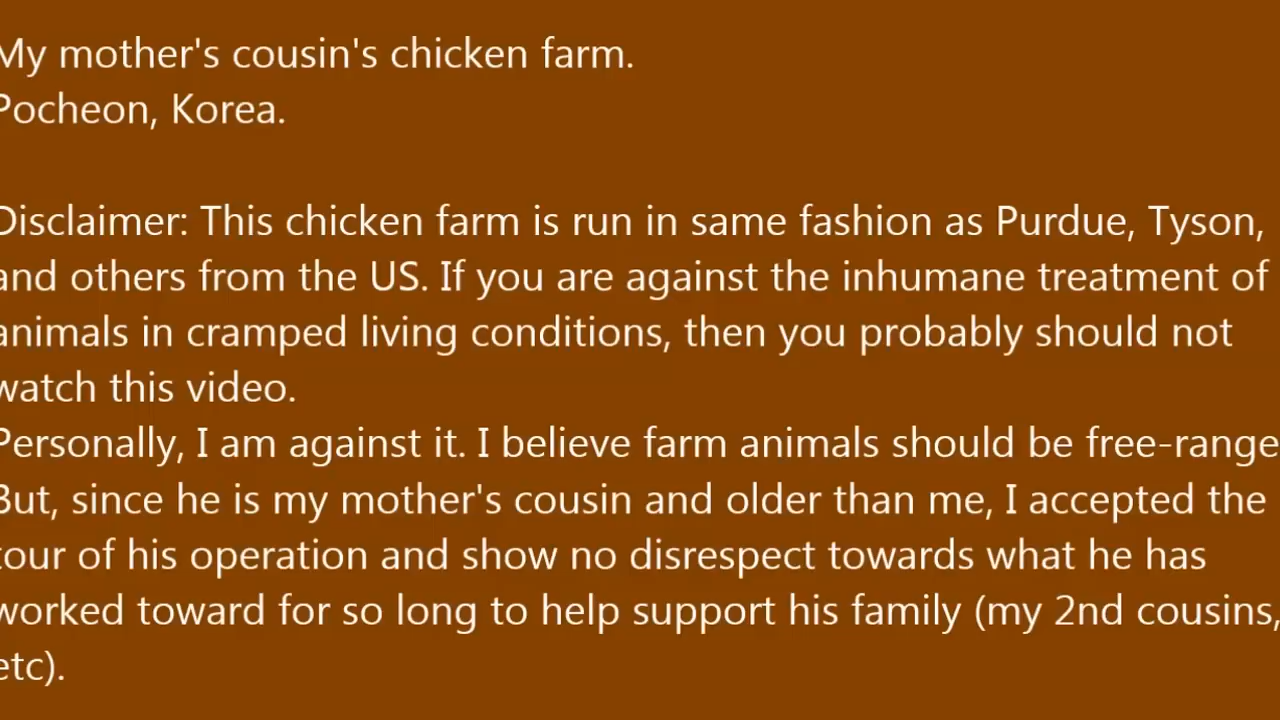 My mother's cousin's chicken farm.
Pocheon, Korea.
Disclaimer: This chicken farm is run in same fashion as Purdue, Tyson,
and others from the US. If you are against the inhumane treatment of
animals in cramped living conditions, then you probably should not
watch this video.
Personally, I am against it. I believe farm animals should be free-range
But, since he is my mother's cousin and older than me, I accepted the
tour of his operation and show no disrespect towards what he has
worked toward for so long to help support his family (my 2nd cousins,
etc).